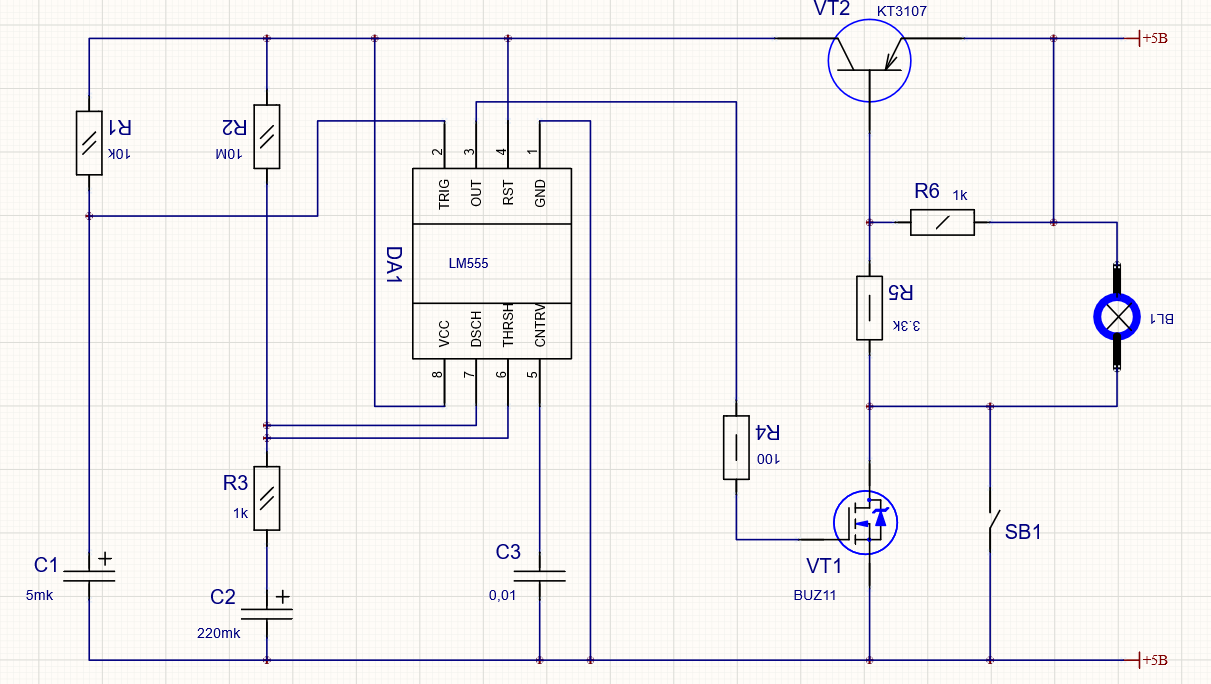 VT2
KT3107
+5В
R1
10k
R2
10M
2
3
4
1
TRIG
OUT
RST
GND
R6
1k
DA1
LM555
R5
3.3K
BL1
VCC
DSCH
THRSH
CNTRV
8
7
6
5
R4
100
R3
1k
C1
5mk
C2
220mk
C3
0,01
VT1
BUZ11
SB1
+5В